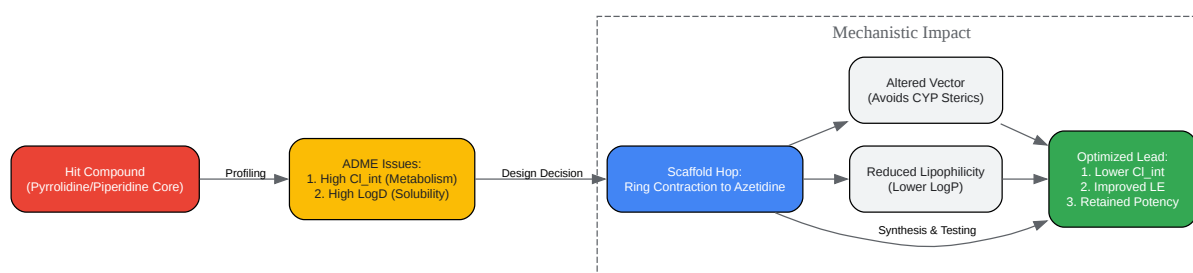 Mechanistic Impact
Hit Compound
(Pyrrolidine/Piperidine Core)
Profiling
ADME Issues:
1. High Cl_int (Metabolism)
2. High LogD (Solubility)
Design Decision
Scaffold Hop:
Ring Contraction to Azetidine
Altered Vector
(Avoids CYP Sterics)
Reduced Lipophilicity
(Lower LogP)
Synthesis & Testing
Optimized Lead:
1. Lower Cl_int
2. Improved LE
3. Retained Potency